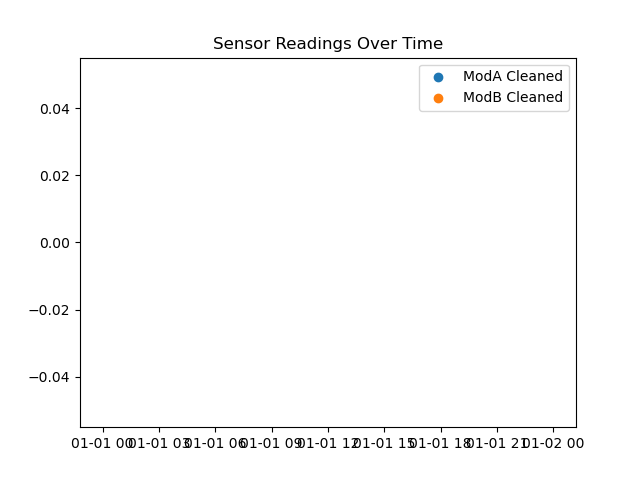 Sensor Readings Over Time
ModA Cleaned
ModB Cleaned
0.04
0.02
0.00
−0.02
−0.04
01-01 00 01-01 03 01-01 06 01-01 09 01-01 12 01-01 15 01-01 18 01-01 21 01-02 00